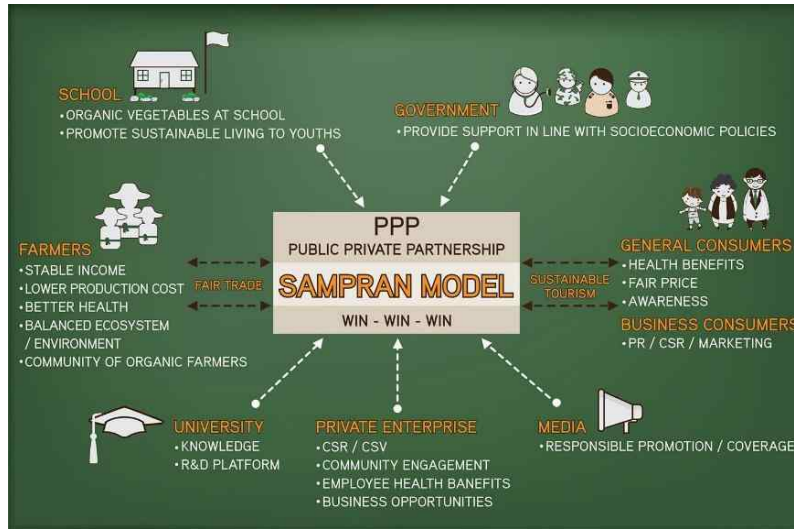 SCHOOL
•ORGANIC VEGETABLES AT SCHOOL
•PROMOTE SUSTAINABLE LIVING TO YOUTHS
GOVERNMENT
•PROVIDE SUPPORT IN LINE WITH SOCIOECONOMIC POLICIES
FARMERS
•STABLE INCOME
•LOWER PRODUCTION COST
•BETTER HEALTH
•BALANCED ECOSYSTEM
/ ENVIRONMENT
•COMMUNITY OF ORGANIC FARMERS
FAIR TRADE
PPP
PUBLIC PRIVATE PARTNERSHIP
SAMPRAN MODEL
WIN - WIN - WIN
SUSTAINABLE
TOURISM
GENERAL CONSUMERS
•HEALTH BENEFITS
•FAIR PRICE
•AWARENESS
BUSINESS CONSUMERS
•PR / CSR / MARKETING
UNIVERSITY
•KNOWLEDGE
•R&D PLATFORM
PRIVATE ENTERPRISE
•CSR / CSV
•COMMUNITY ENGAGEMENT
•EMPLOYEE HEALTH BENEFITS
•BUSINESS OPPORTUNITIES
MEDIA
•RESPONSIBLE PROMOTION / COVERAGE